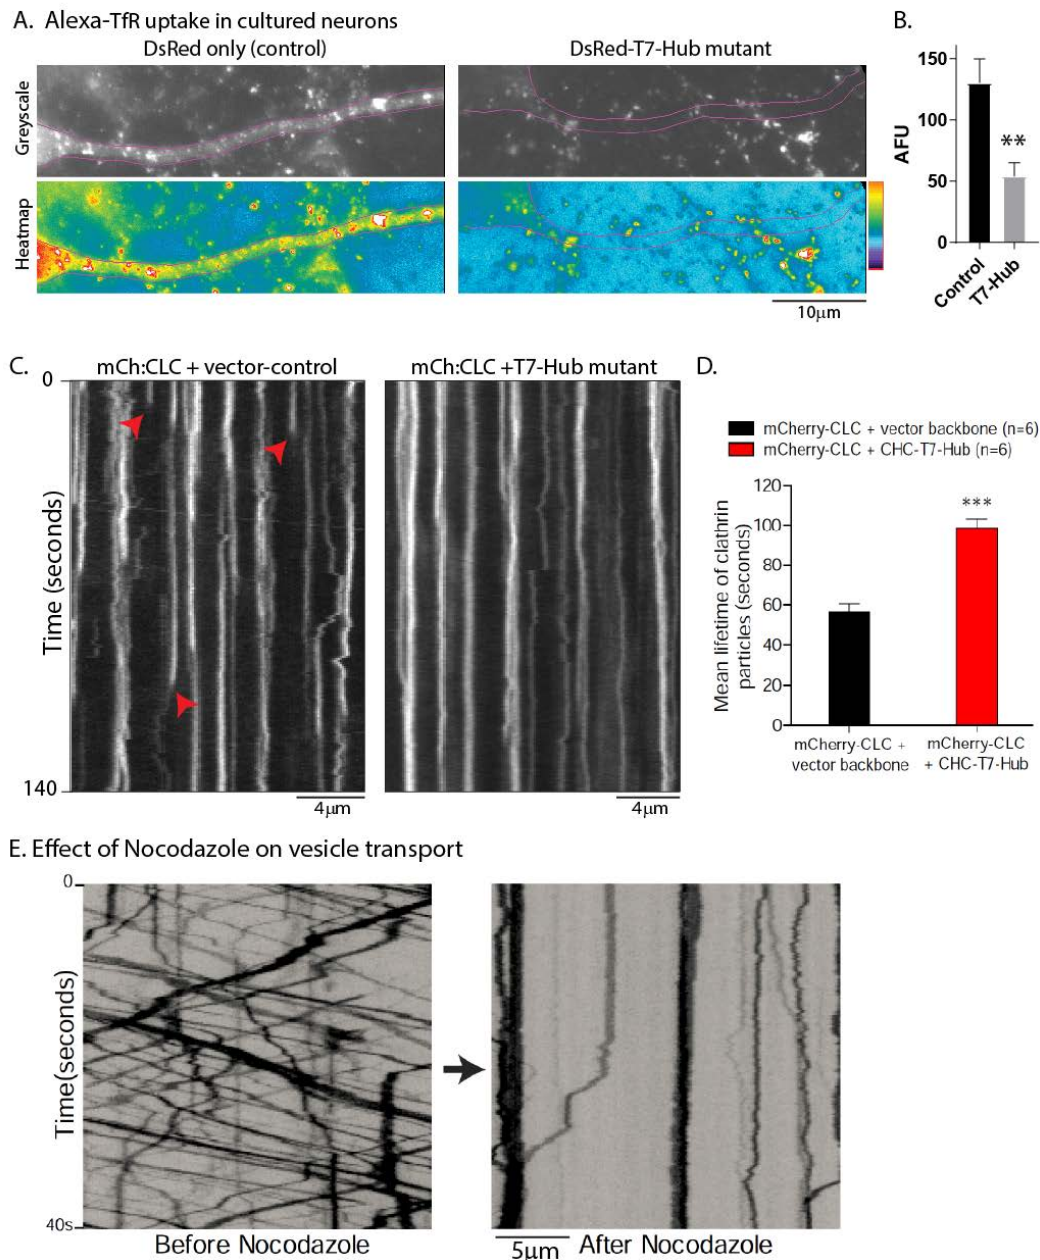 A. Alexa-TfR uptake in cultured neurons
DsRed only (control)
DsRed-T7-Hub mutant
Greyscale
Heatmap
10μm
B.
AFU
150
100
50
0
**
Control
T7-Hub
C.
mCh:CLC + vector-control
mCh:CLC +T7-Hub mutant
0
Time (seconds)
140
4μm
4μm
D.
mCherry-CLC + vector backbone (n=6)
mCherry-CLC + CHC-T7-Hub (n=6)
Mean lifetime of clathrin
particles (seconds)
120
100
80
60
40
20
0
***
mCherry-CLC +
vector backbone
mCherry-CLC
+ CHC-T7-Hub
E. Effect of Nocodazole on vesicle transport
0
Time(seconds)
40s
Before Nocodazole
5μm
After Nocodazole